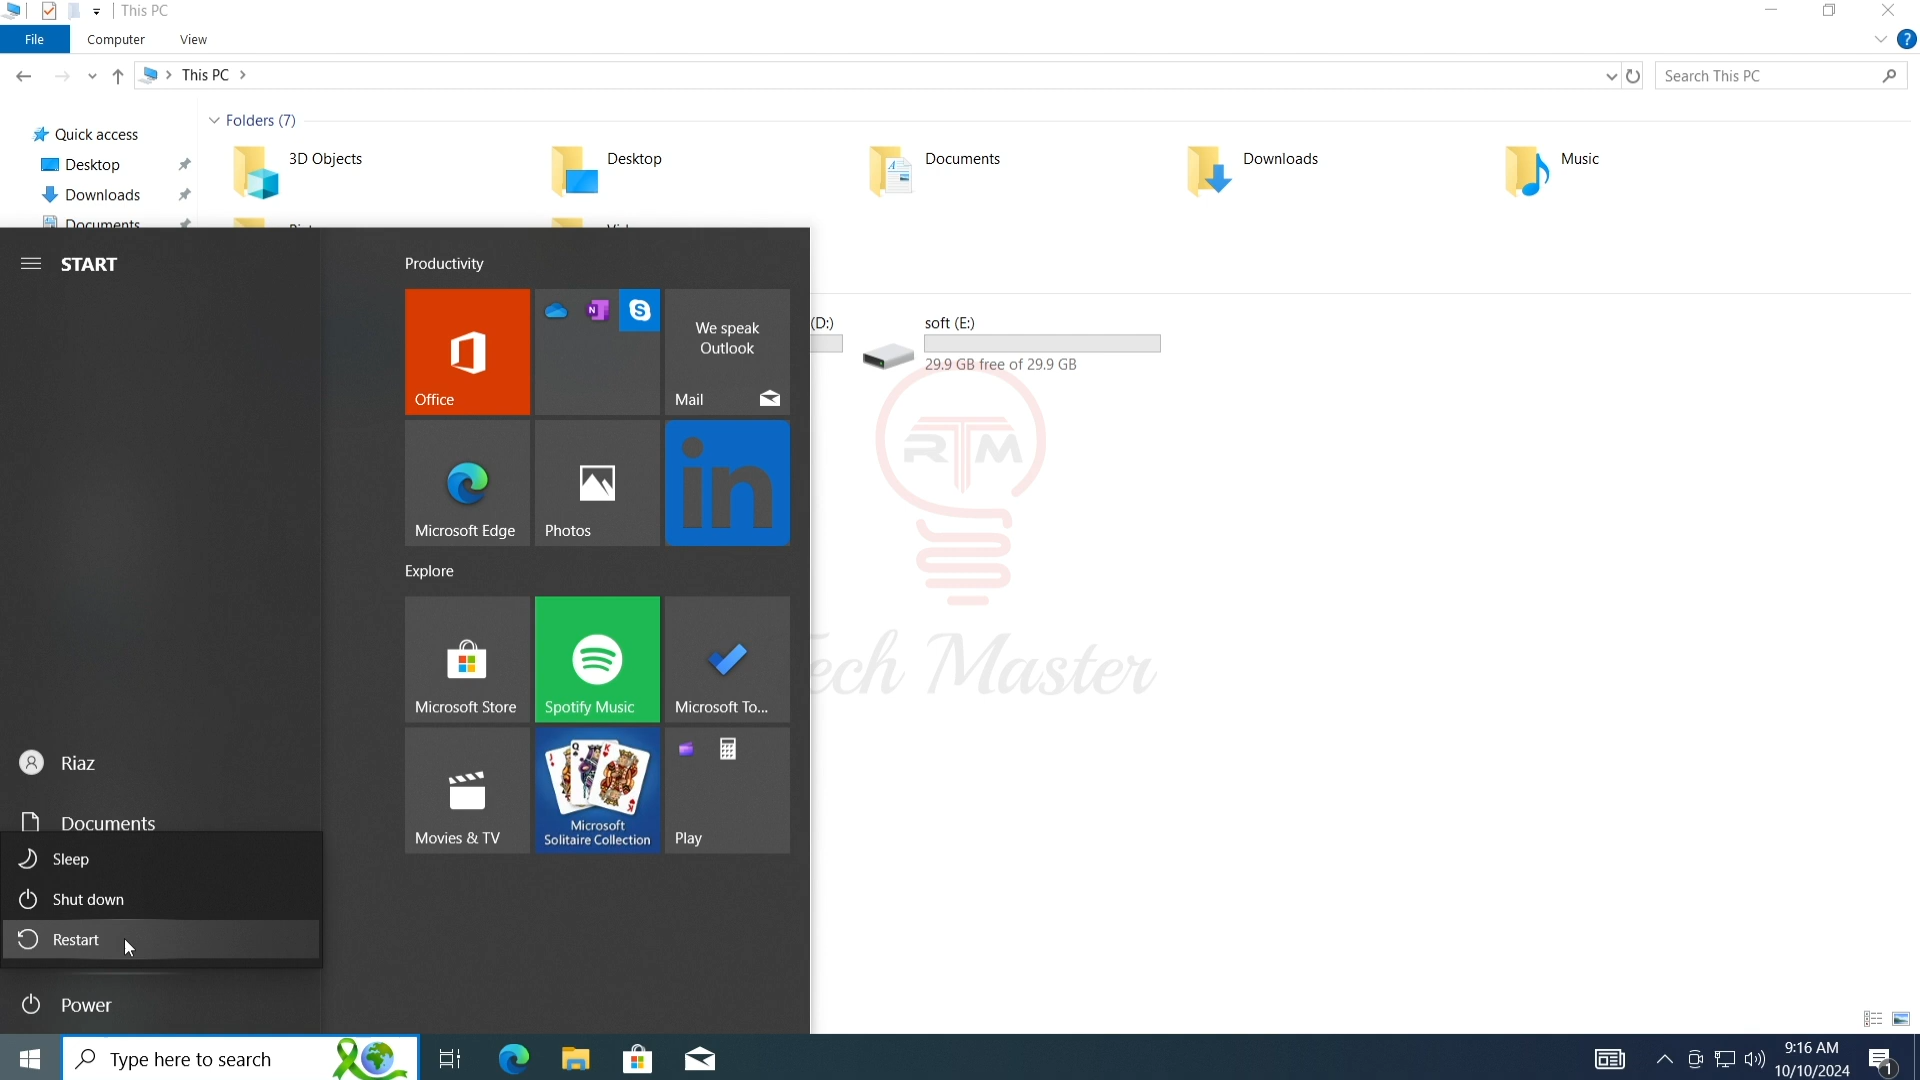 This PC
File
Computer
View
?
This PC
Search This PC
Folders (7)
Quick access
Desktop
Downloads
Documents
3D Objects
Desktop
Documents
Downloads
Music
(D:)
soft (E:)
29.9 GB free of 29.9 GB
RTM
Tech Master
START
Riaz
Documents
Sleep
Shut down
Restart
Power
Productivity
Office
N
S
We speak
Outlook
Mail
Microsoft Edge
Photos
in
Explore
Microsoft Store
Spotify Music
Microsoft To...
Movies & TV
J
Q
K
K
Microsoft
Solitaire Collection
Play
Type here to search
9:16 AM
10/10/2024
1